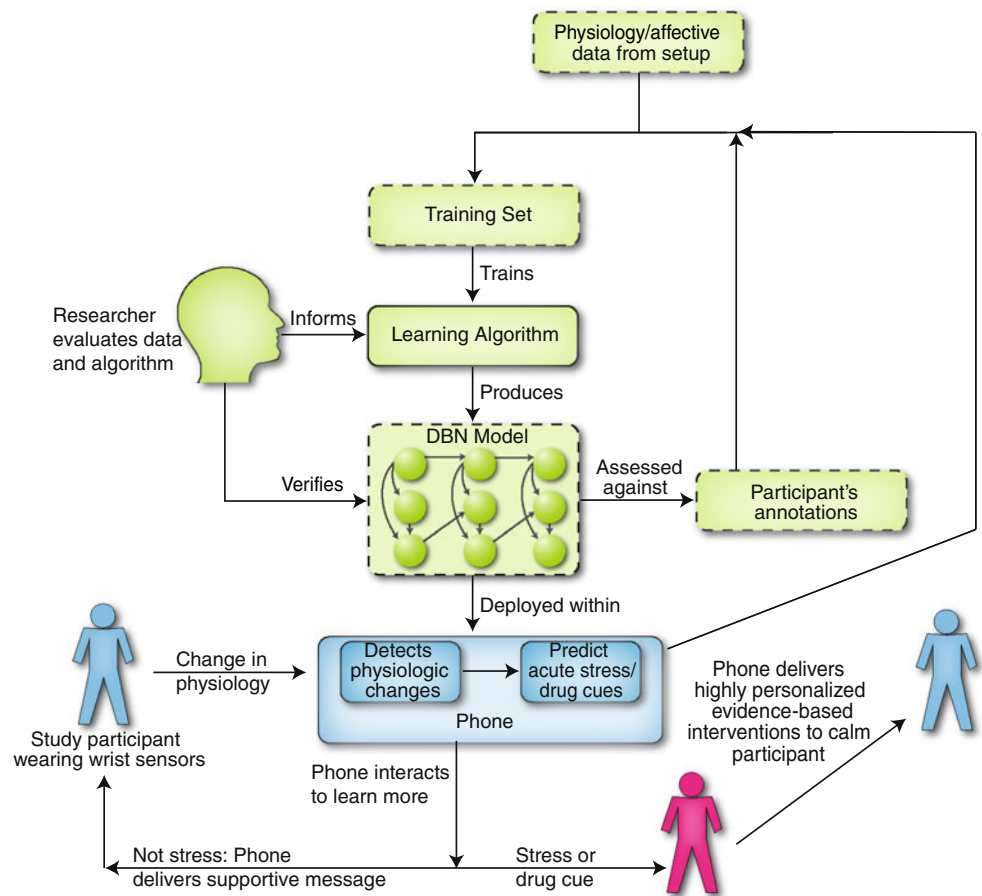 Physiology/affective
data from setup
Training Set
Trains
Researcher
evaluates data
and algorithm
Informs
Learning Algorithm
Produces
DBN Model
Verifies
Assessed
against
Participant's
annotations
Deployed within
Change in
physiology
Detects
physiologic
changes
Predict
acute stress/
drug cues
Phone
Study participant
wearing wrist sensors
Phone delivers
highly personalized
evidence-based
interventions to calm
participant
Phone interacts
to learn more
Not stress: Phone
delivers supportive message
Stress or
drug cue